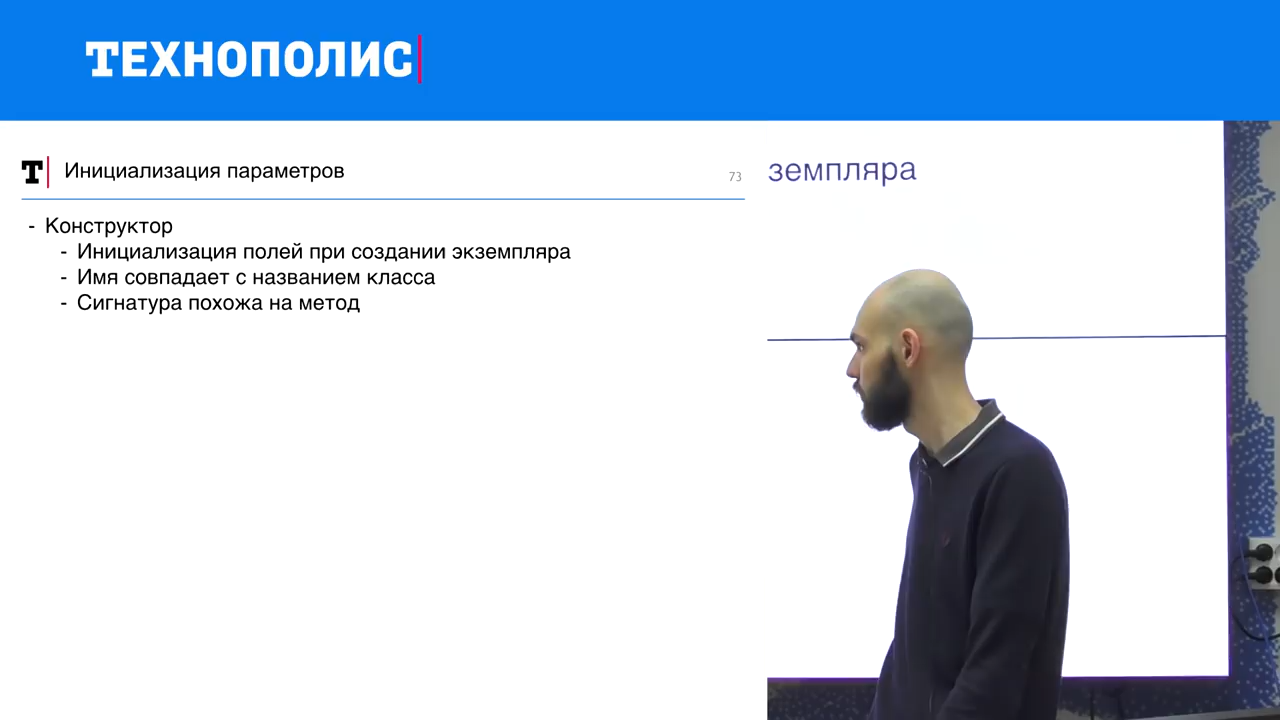 ТЕХНОПОЛИС
Т Инициализация параметров
73
- Конструктор
- Инициализация полей при создании экземпляра
- Имя совпадает с названием класса
- Сигнатура похожа на метод
земпляра